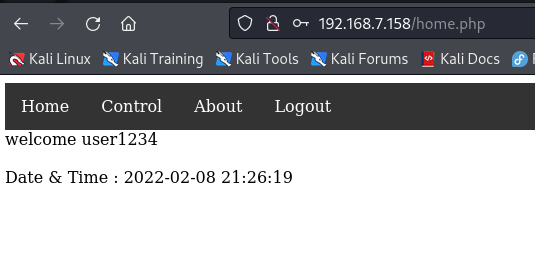 192.168.7.158/home.php
Kali Linux Kali Training Kali Tools Kali Forums Kali Docs
Home Control About Logout
welcome user1234
Date & Time : 2022-02-08 21:26:19